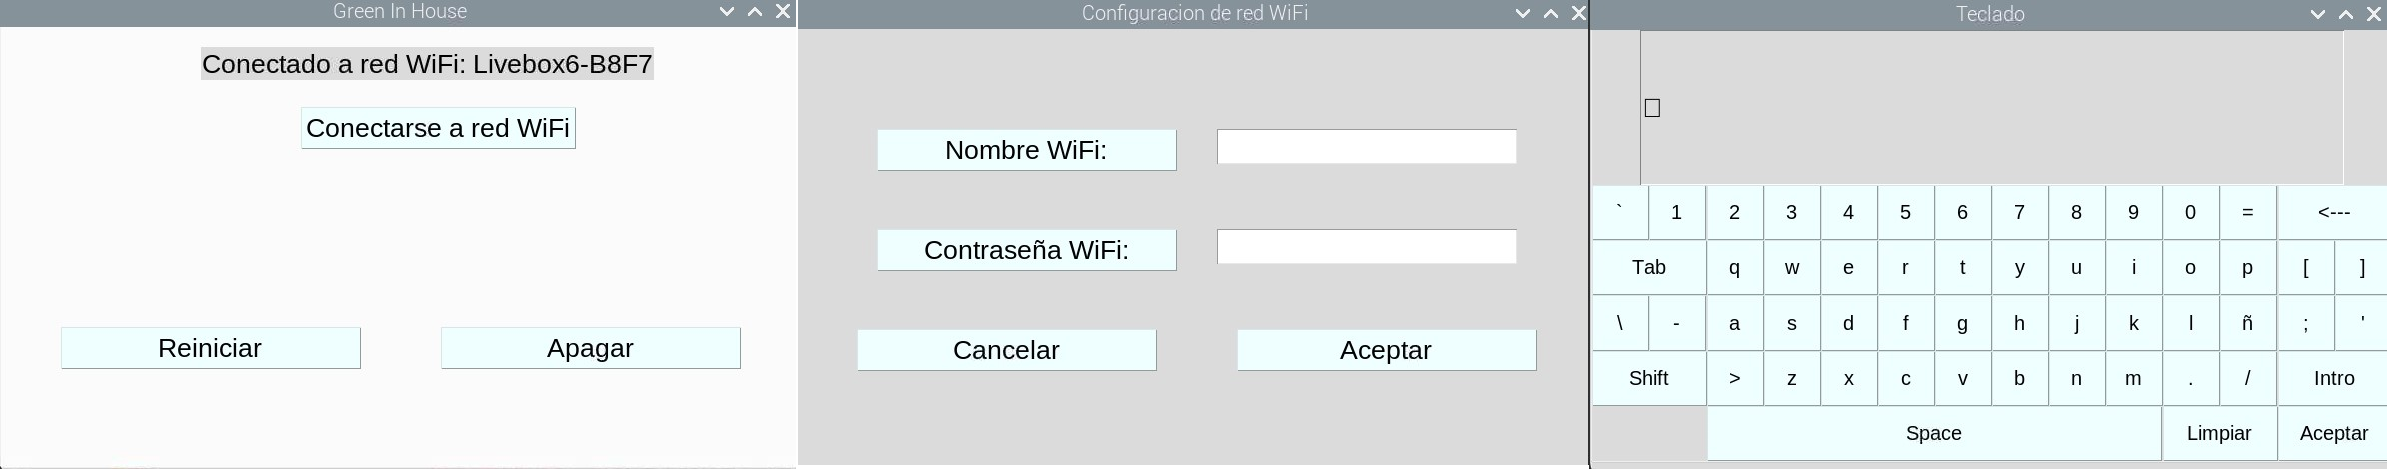 Green In House
Conectado a red WiFi: Livebox6-B8F7
Conectarse a red WiFi
Reiniciar Apagar
Configuracion de red WiFi
Nombre WiFi:
Contraseña WiFi:
Cancelar Aceptar
Teclado
` 1 2 3 4 5 6 7 8 9 0 = <---
Tab q w e r t y u i o p [ ]
\ - a s d f g h j k l ñ ; '
Shift > z x c v b n m . / Intro
Space Limpiar Aceptar